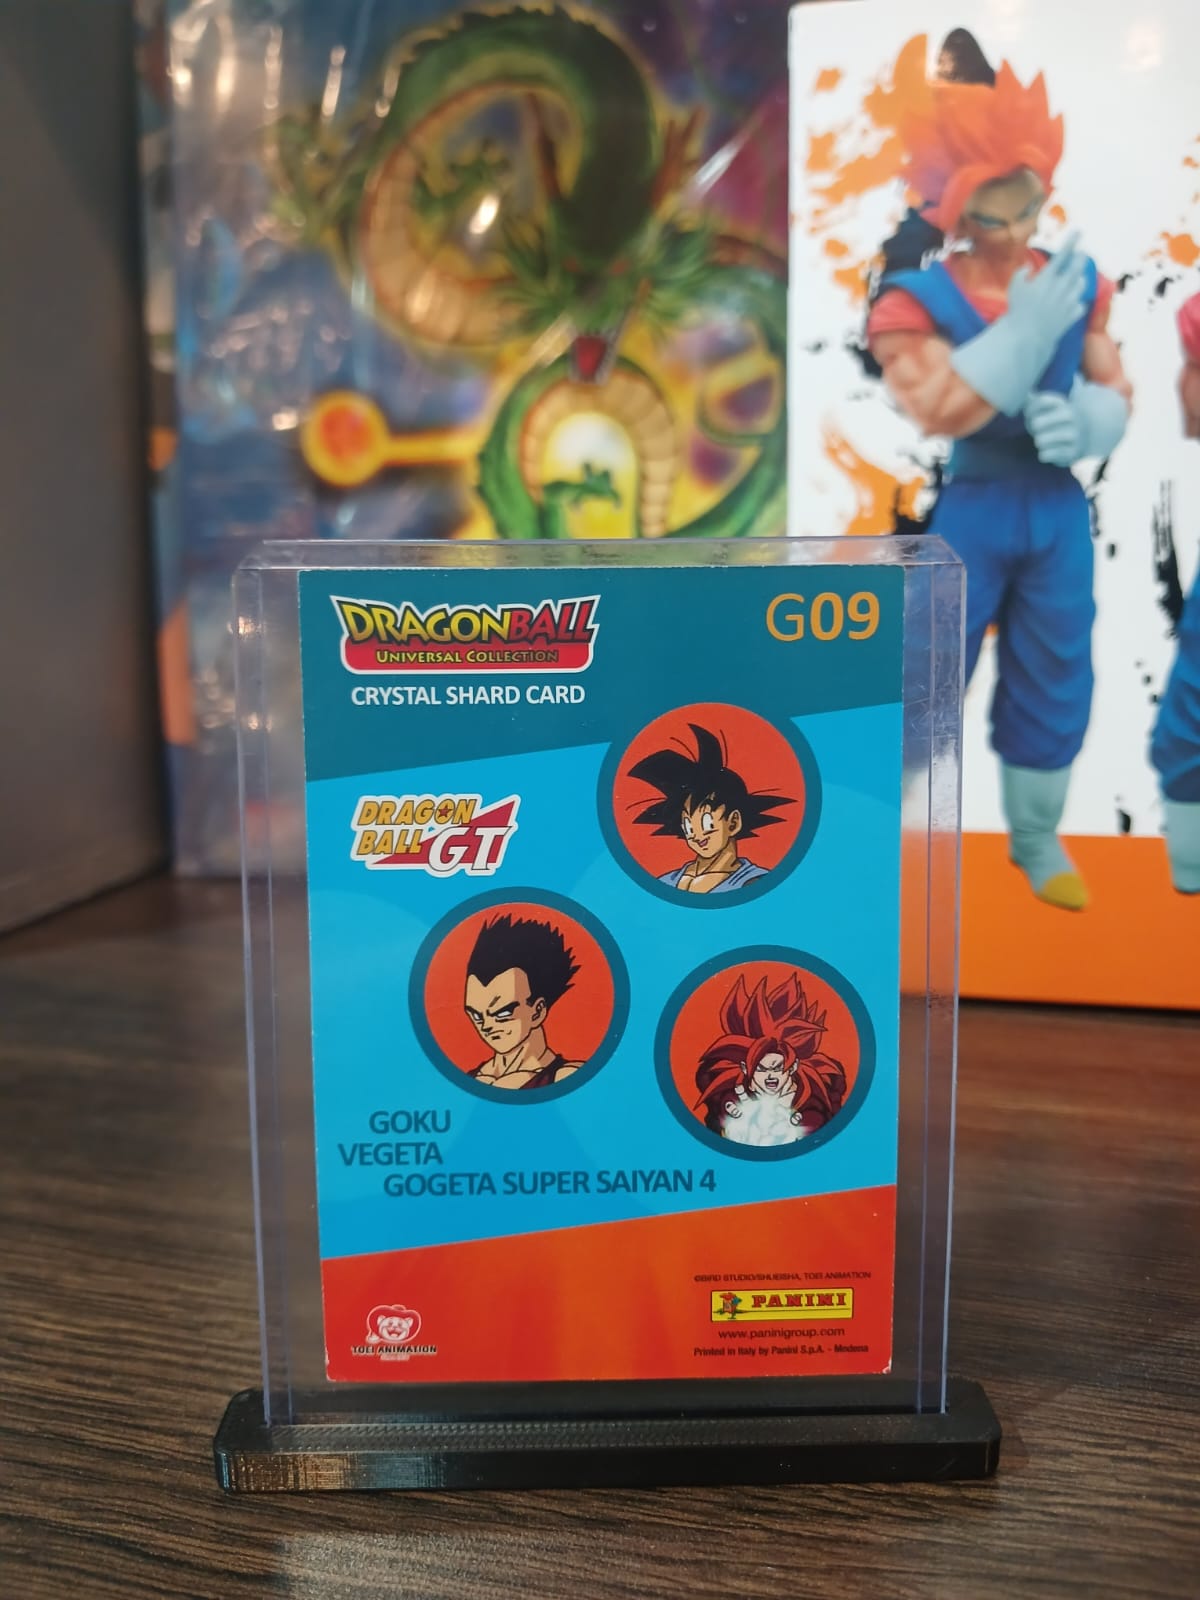 DRAGONBALL
UNIVERSAL COLLECTION
G09
CRYSTAL SHARD CARD
DRAGON
BALL GT
GOKU
VEGETA
GOGETA SUPER SAIYAN 4
©BIRD STUDIO/SHUEISHA, TOEI ANIMATION
PANINI
www.paninigroup.com
Printed in Italy by Panini S.p.A. - Modena
TOEI ANIMATION